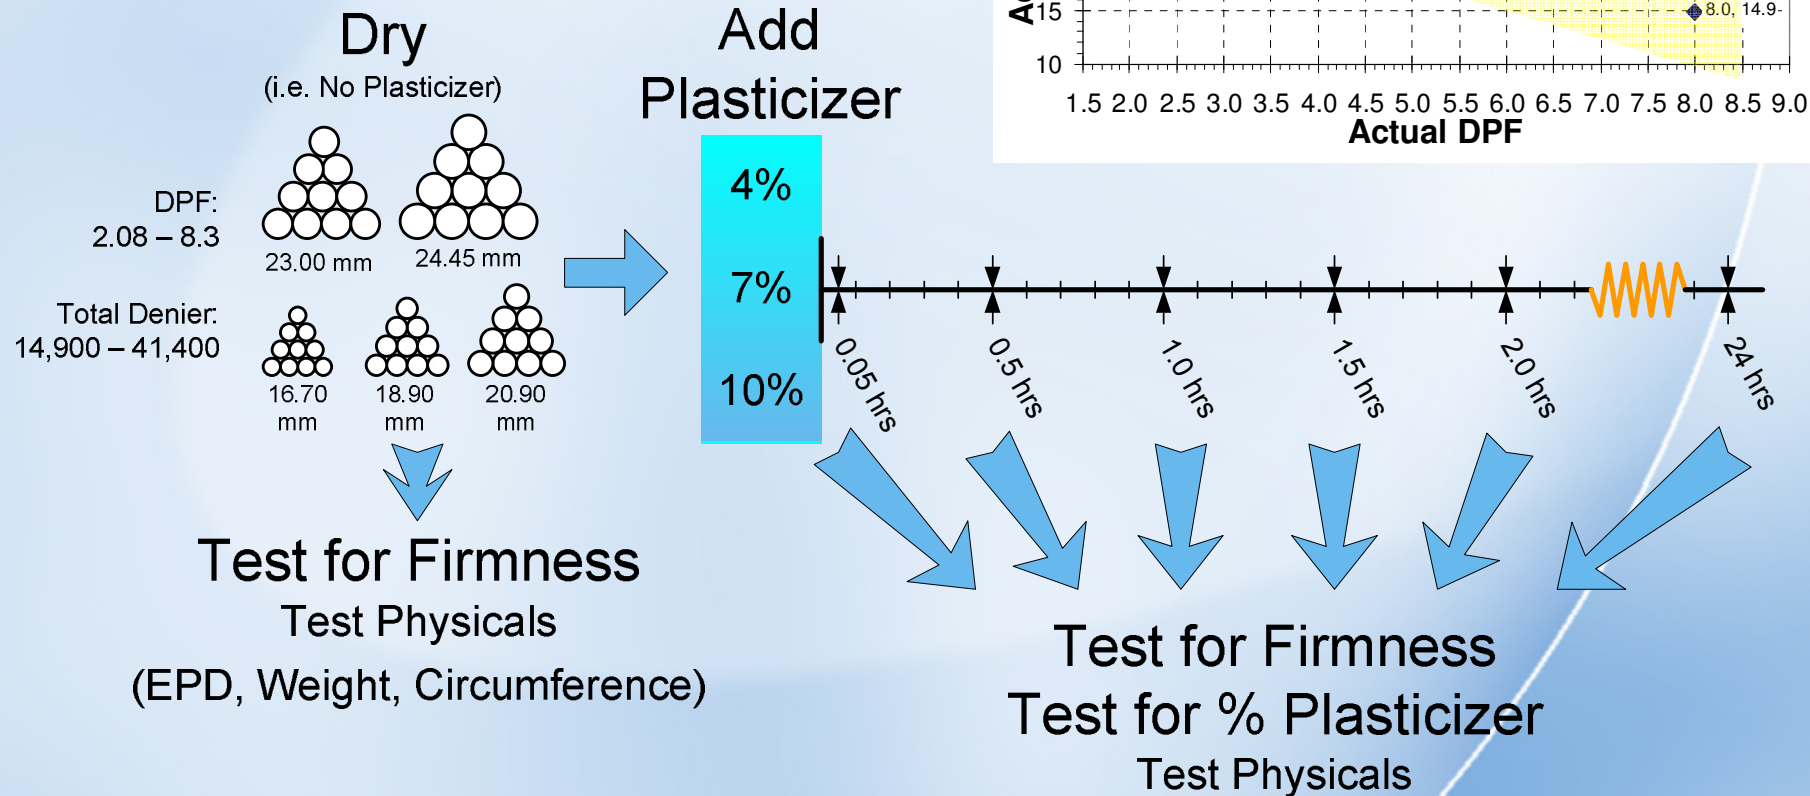 Dry
(i.e. No Plasticizer)
DPF:
2.08 – 8.3
23.00 mm
24.45 mm
Total Denier:
14,900 – 41,400
16.70
mm
18.90
mm
20.90
mm
Test for Firmness
Test Physicals
(EPD, Weight, Circumference)
Add
Plasticizer
4%
7%
10%
0.05 hrs
0.5 hrs
1.0 hrs
1.5 hrs
2.0 hrs
24 hrs
Test for Firmness
Test for % Plasticizer
Test Physicals
15
8.0, 14.9
10
1.5 2.0 2.5 3.0 3.5 4.0 4.5 5.0 5.5 6.0 6.5 7.0 7.5 8.0 8.5 9.0
Actual DPF